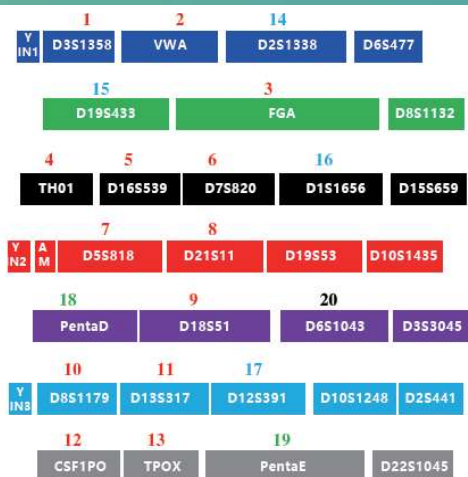 1 2 14
Y IN1 D3S1358 VWA D2S1338 D6S477
15 3
D19S433 FGA D8S1132
4 5 6 16
TH01 D16S539 D7S820 D1S1656 D15S659
7 8
Y N2 A M D5S818 D21S11 D19S53 D10S1435
18 9 20
PentaD D18S51 D6S1043 D3S3045
10 11 17
Y IN3 D8S1179 D13S317 D12S391 D10S1248 D2S441
12 13 19
CSF1PO TPOX PentaE D22S1045